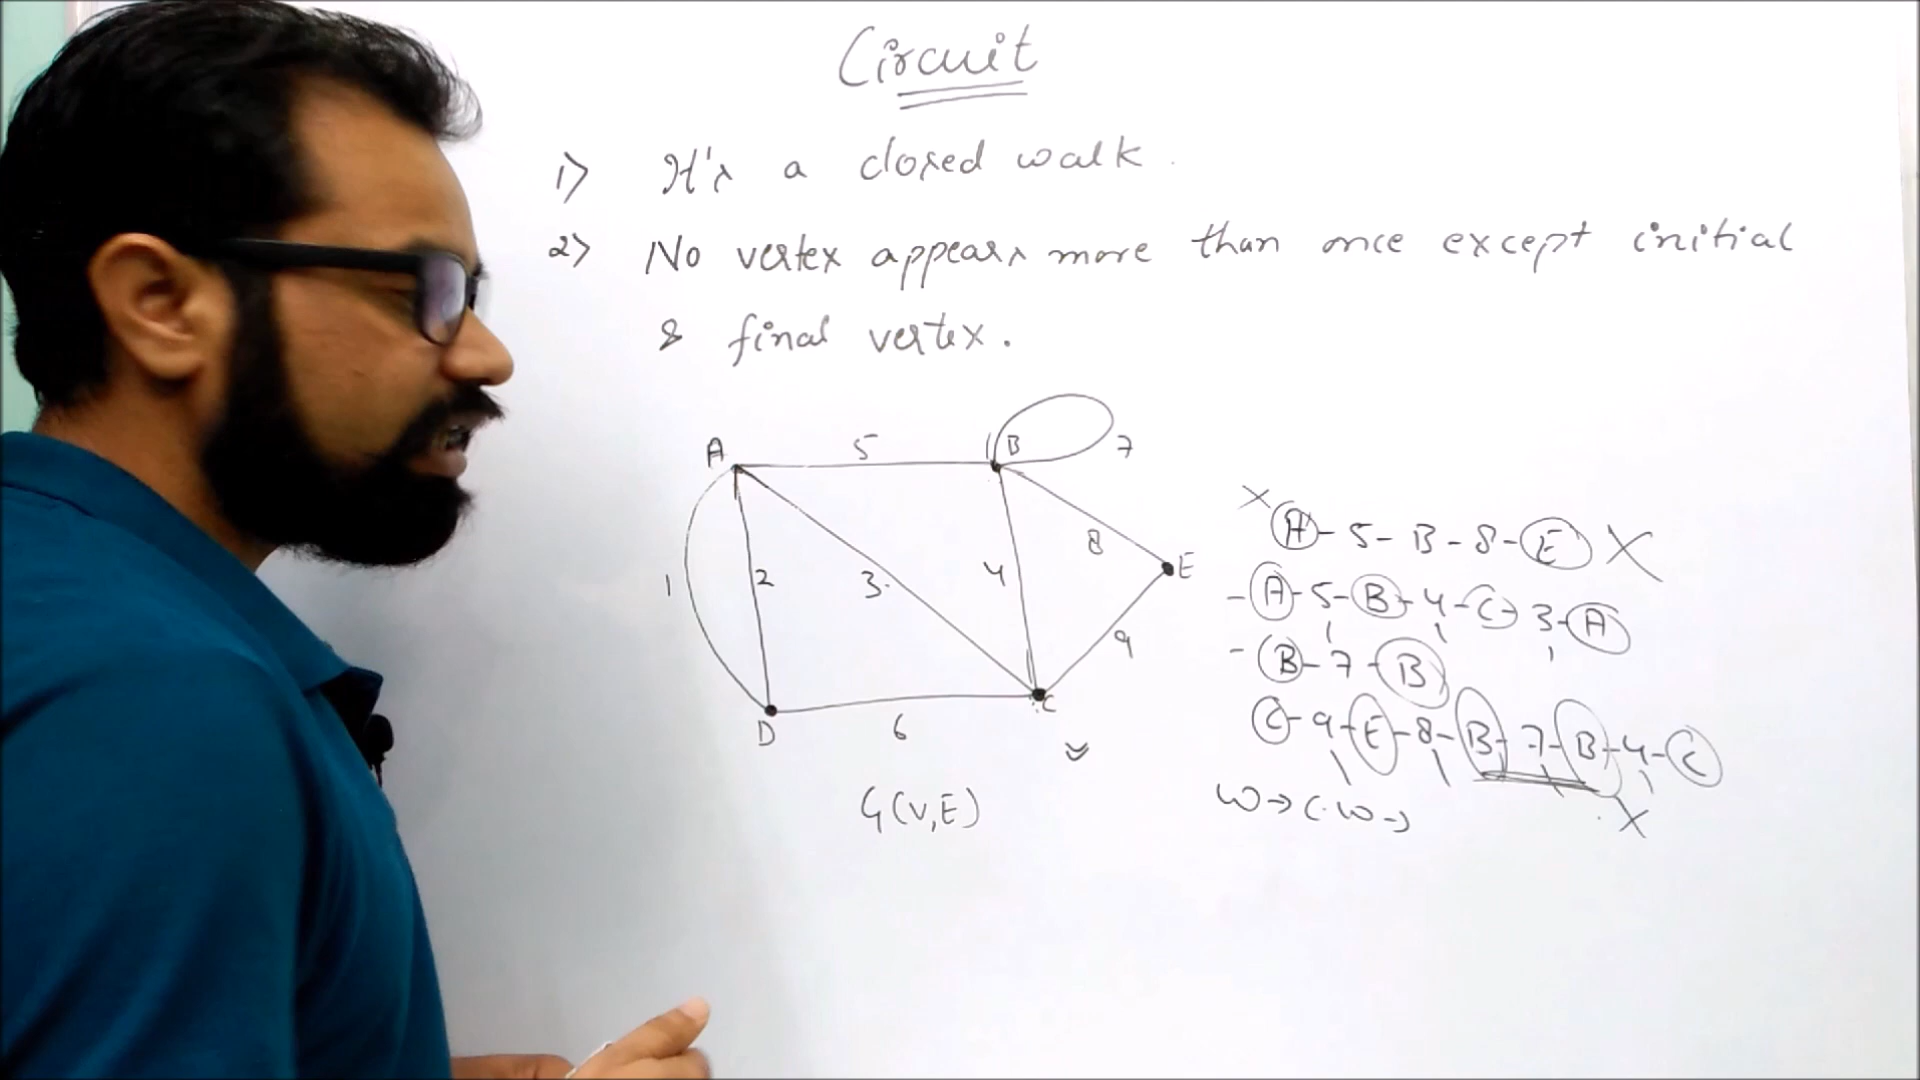 Circuit
1) It's a closed walk.
2) No vertex appears more than once except initial
& final vertex.
A 5 B 7
1 2 3 4 8 E
9
D 6 C
G(V,E)
X A - 5 - B - 8 - E X
- A - 5 - B - 4 - C - 3 - A
- B - 7 - B
C - 9 - E - 8 - B - 7 - B - 4 - C
W → C.W →
X